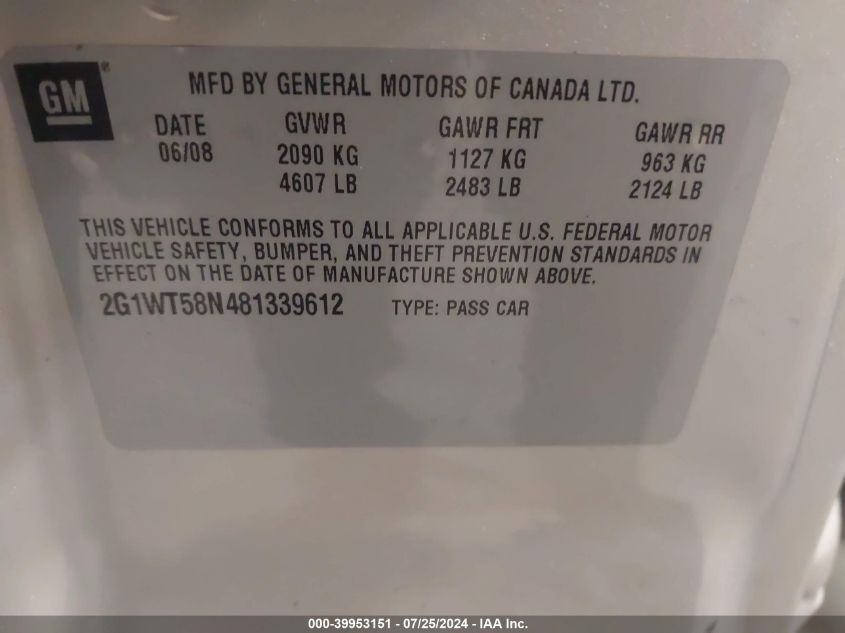 GM ®
MFD BY GENERAL MOTORS OF CANADA LTD.
DATE GVWR GAWR FRT GAWR RR
06/08 2090 KG 1127 KG 963 KG
4607 LB 2483 LB 2124 LB
THIS VEHICLE CONFORMS TO ALL APPLICABLE U.S. FEDERAL MOTOR
VEHICLE SAFETY, BUMPER, AND THEFT PREVENTION STANDARDS IN
EFFECT ON THE DATE OF MANUFACTURE SHOWN ABOVE.
2G1WT58N481339612 TYPE: PASS CAR
000-39953151 - 07/25/2024 - IAA Inc.